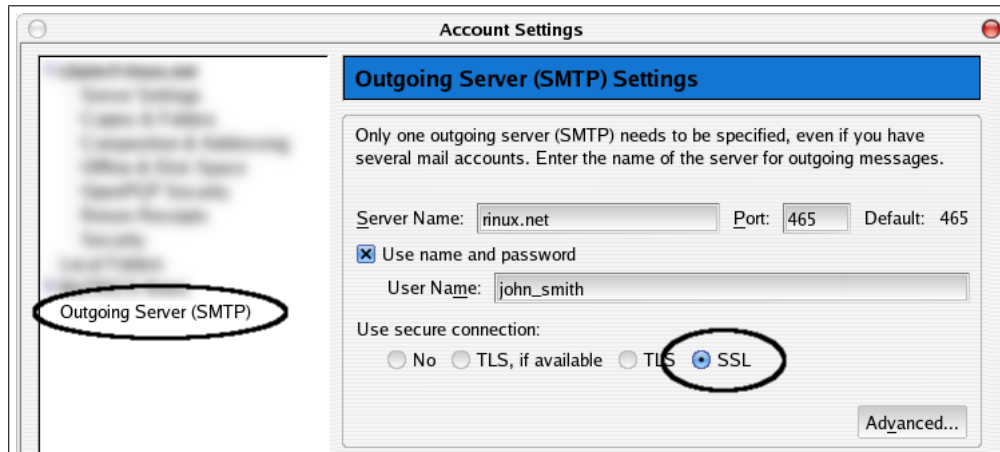 Account Settings
Outgoing Server (SMTP)
Outgoing Server (SMTP) Settings
Only one outgoing server (SMTP) needs to be specified, even if you have
several mail accounts. Enter the name of the server for outgoing messages.
Server Name: rinux.net Port: 465 Default: 465
Use name and password
User Name: john_smith
Use secure connection:
No TLS, if available TLS SSL
Advanced...